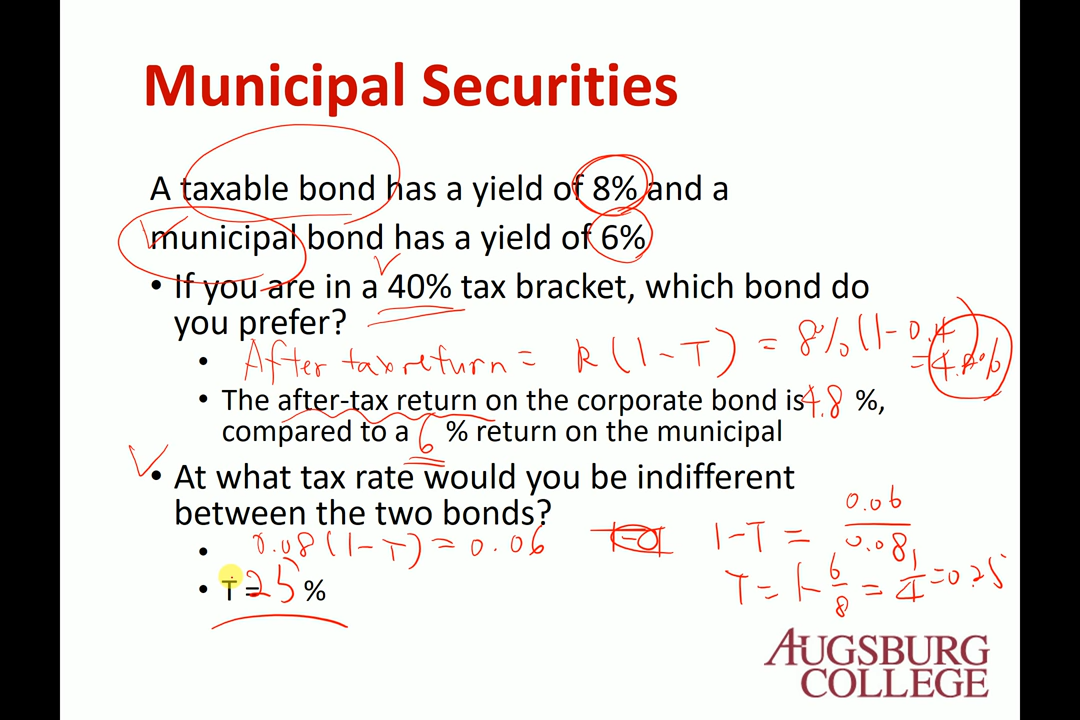 Municipal Securities
A taxable bond has a yield of 8% and a
municipal bond has a yield of 6%
• If you are in a 40% tax bracket, which bond do
you prefer?
• After tax return = R (1-T) = 8% (1-0.4)
= 4.8%
• The after-tax return on the corporate bond is 4.8 %,
compared to a 6 % return on the municipal
• At what tax rate would you be indifferent
between the two bonds?
• 0.08 (1-T) = 0.06 1-T = 0.06/0.08
• T = 25 % T = 1-6/8 = 1/4 = 0.25
AUGSBURG
COLLEGE